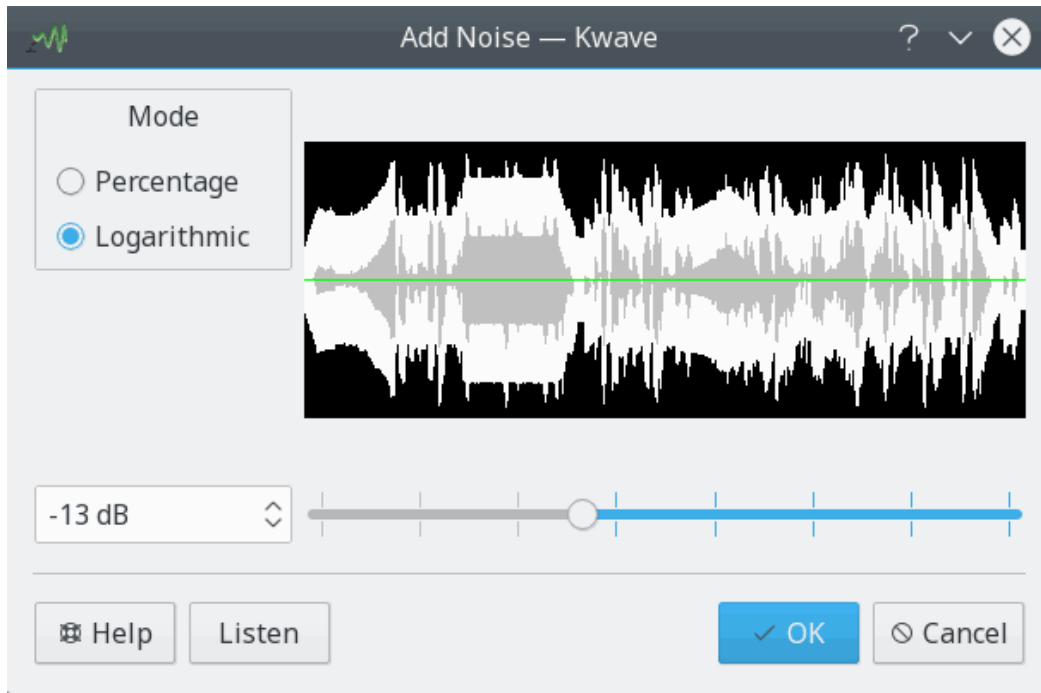 Add Noise — Kwave
?
Mode
Percentage
Logarithmic
-13 dB
Help
Listen
OK
Cancel